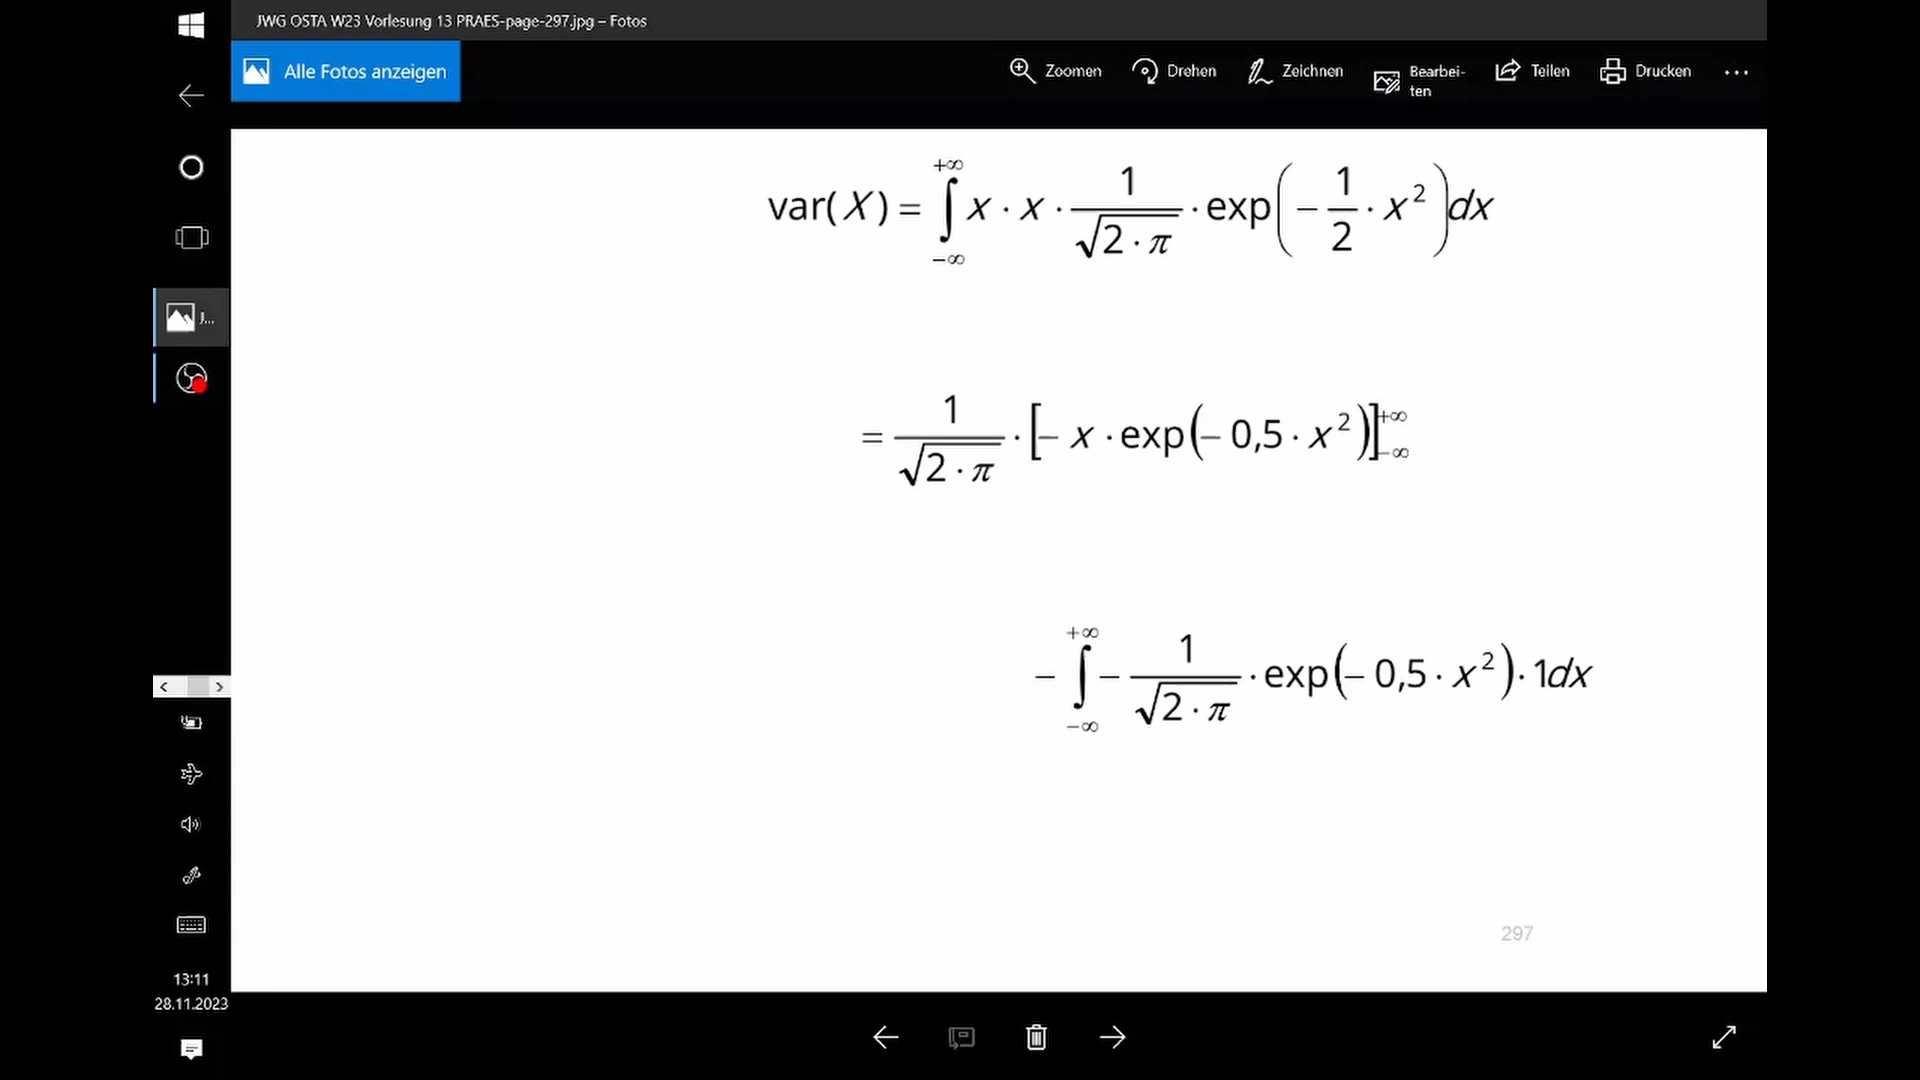 JWG OSTA W23 Vorlesung 13 PRAES-page-297.jpg – Fotos
Alle Fotos anzeigen
Zoomen
Drehen
Zeichnen
Bearbei-
ten
Teilen
Drucken
J...
var(X) = ∫_{−∞}^{+∞} x · x · 1/√(2·π) · exp(−1/2 · x²)dx
= 1/√(2·π) · [−x · exp(−0,5 · x²)]_{−∞}^{+∞}
− ∫_{−∞}^{+∞} − 1/√(2·π) · exp(−0,5 · x²) · 1dx
297
13:11
28.11.2023